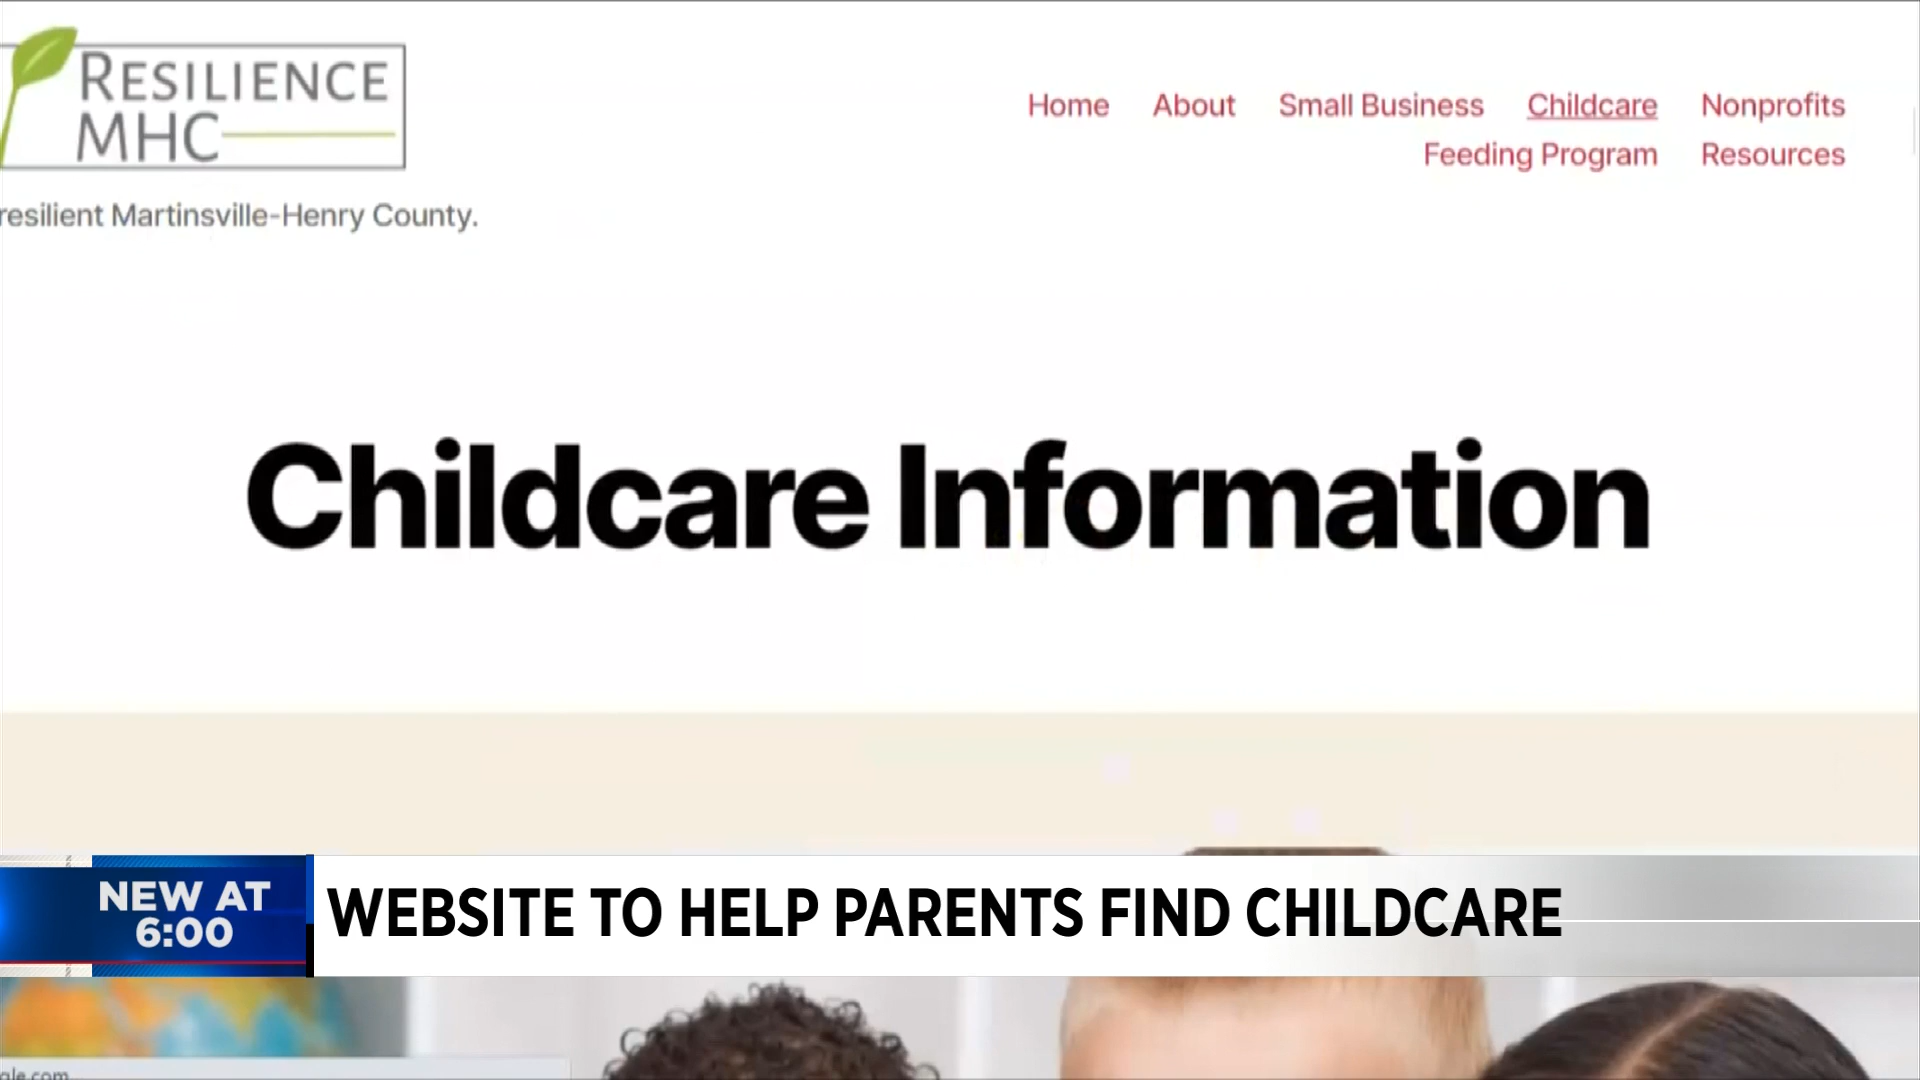 RESILIENCE
MHC
resilient Martinsville-Henry County.
Home About Small Business Childcare Nonprofits
Feeding Program Resources
Childcare Information
NEW AT
6:00
WEBSITE TO HELP PARENTS FIND CHILDCARE